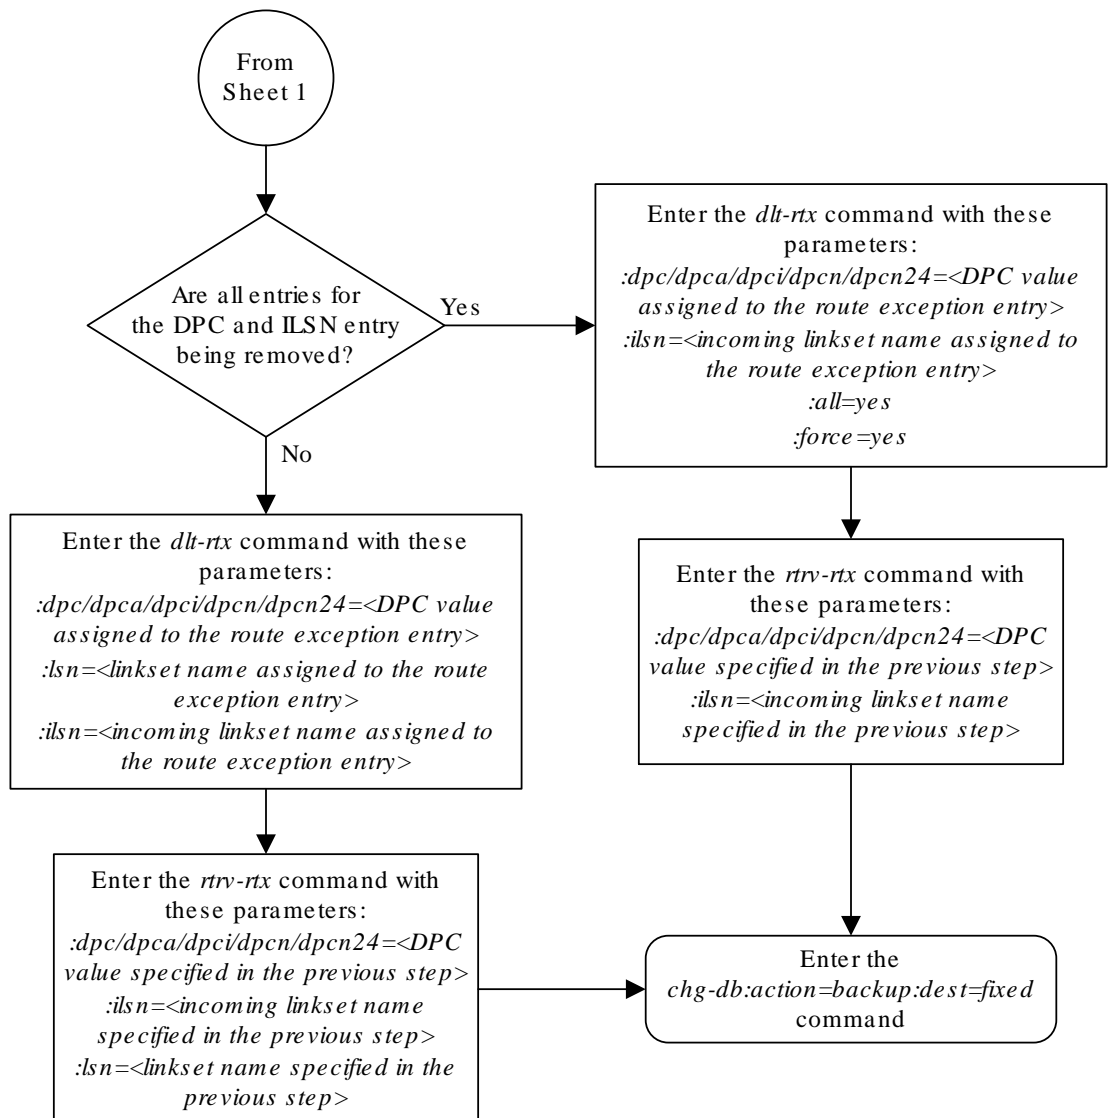 From
Sheet 1
Are all entries for
the DPC and ILSN entry
being removed?
Yes
No
Enter the dlt-rtx command with these
parameters:
:dpc/dpca/dpci/dpcn/dpcn24=<DPC value
assigned to the route exception entry>
:ilsn=<incoming linkset name assigned to
the route exception entry>
:all=yes
:force=yes
Enter the dlt-rtx command with these
parameters:
:dpc/dpca/dpci/dpcn/dpcn24=<DPC value
assigned to the route exception entry>
:lsn=<linkset name assigned to the route
exception entry>
:ilsn=<incoming linkset name assigned to
the route exception entry>
Enter the rtrv-rtx command with
these parameters:
:dpc/dpca/dpci/dpcn/dpcn24=<DPC
value specified in the previous step>
:ilsn=<incoming linkset name
specified in the previous step>
Enter the rtrv-rtx command with
these parameters:
:dpc/dpca/dpci/dpcn/dpcn24=<DPC
value specified in the previous step>
:ilsn=<incoming linkset name
specified in the previous step>
:lsn=<linkset name specified in the
previous step>
Enter the
chg-db:action=backup:dest=fixed
command